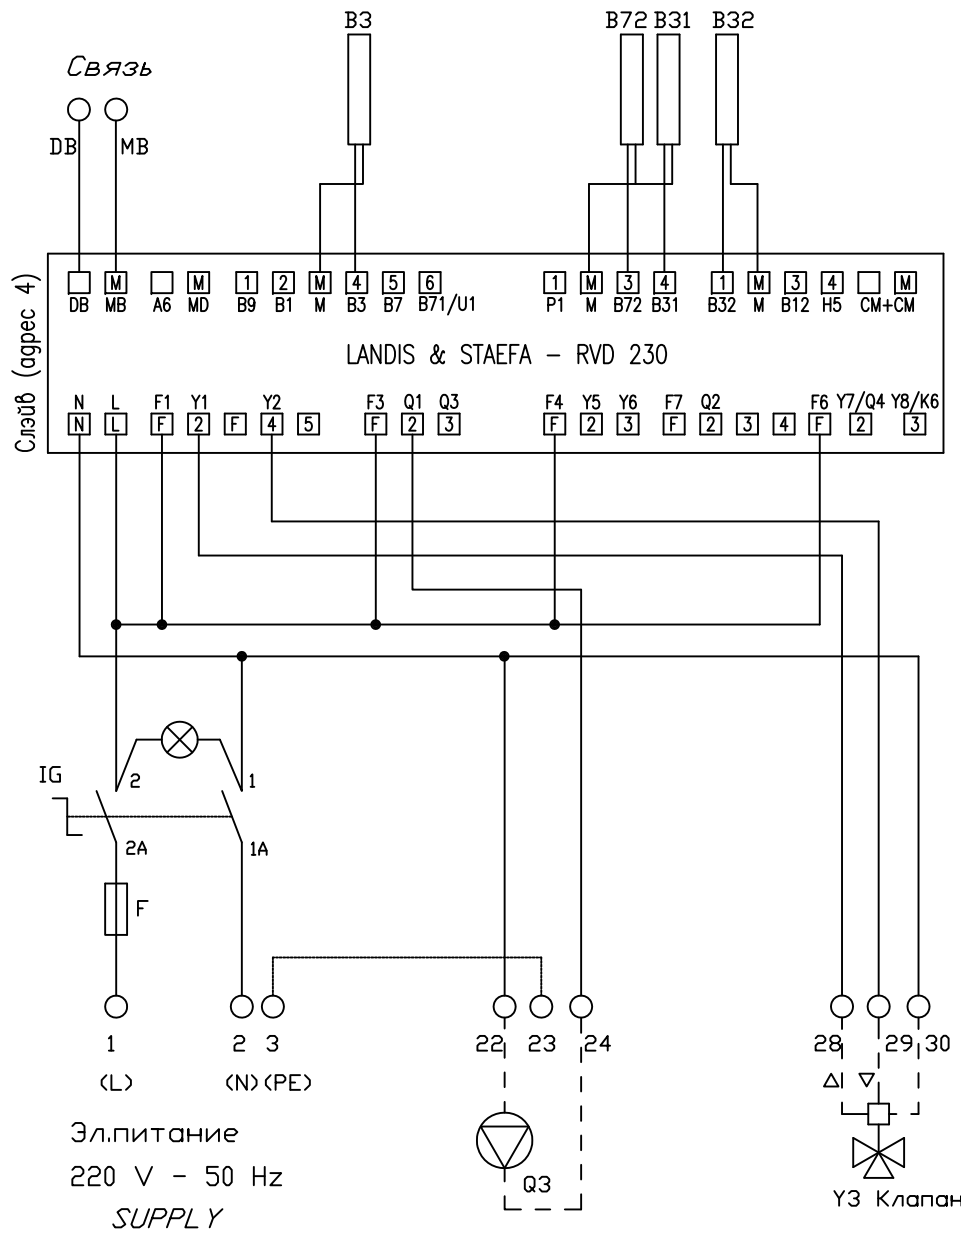 B3 B72 B31 B32
Связь
DB MB
Слэйв (адрес 4)
M M 1 2 M 4 5 6 1 M 3 4 1 M 3 4 M
DB MB A6 MD B9 B1 M B3 B7 B71/U1 P1 M B72 B31 B32 M B12 H5 CM+CM
LANDIS & STAEFA - RVD 230
N L F1 Y1 Y2 F3 Q1 Q3 F4 Y5 Y6 F7 Q2 F6 Y7/Q4 Y8/K6
N L F 2 F 4 5 F 2 3 F 2 3 F 2 3 4 F 2 3
IG 2 1
2A 1A
F
1 2 3 22 23 24 28 29 30
(L) (N) (PE)
Эл.питание
220 V - 50 Hz
SUPPLY
Q3
Y3 Клапан